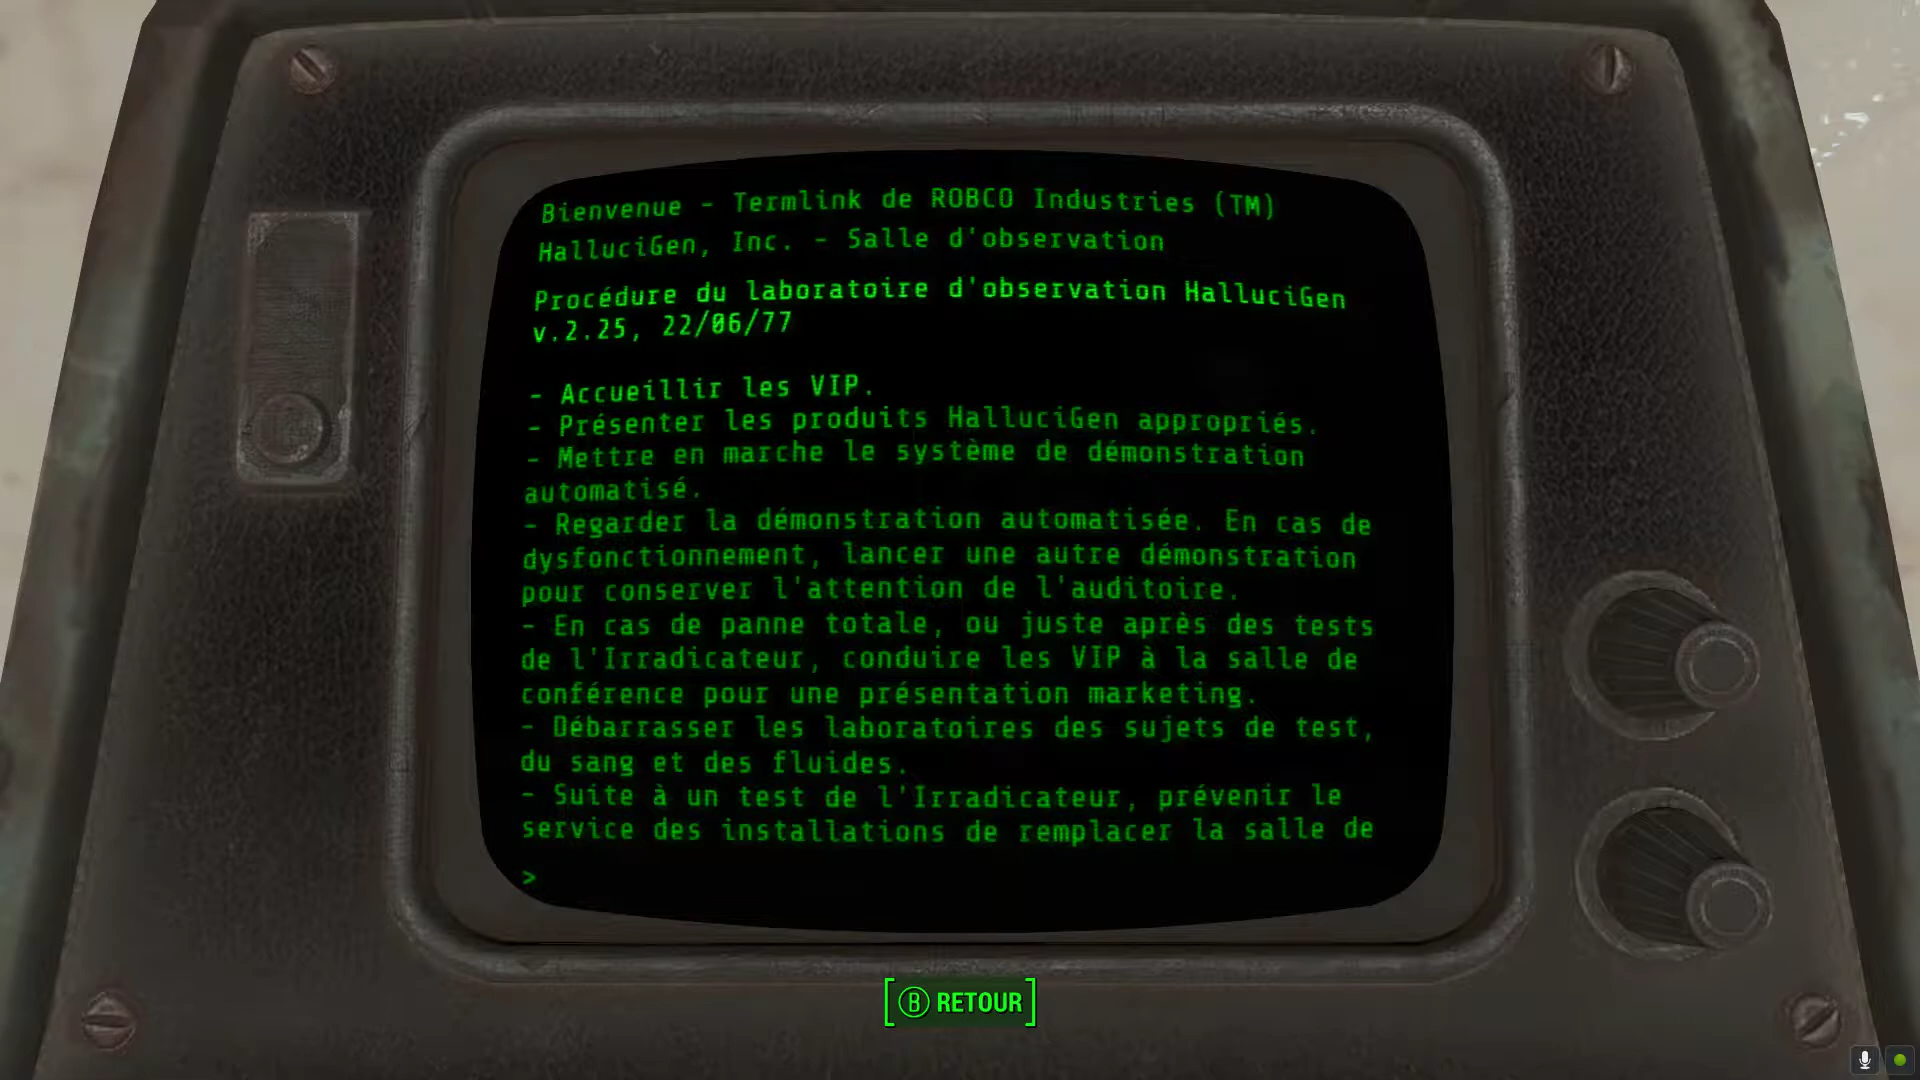 Bienvenue - Termlink de ROBCO Industries (TM)
HalluciGen, Inc. - Salle d'observation
Procédure du laboratoire d'observation HalluciGen
v.2.25, 22/06/77
- Accueillir les VIP.
- Présenter les produits HalluciGen appropriés.
- Mettre en marche le système de démonstration
automatisé.
- Regarder la démonstration automatisée. En cas de
dysfonctionnement, lancer une autre démonstration
pour conserver l'attention de l'auditoire.
- En cas de panne totale, ou juste après des tests
de l'Irradicateur, conduire les VIP à la salle de
conférence pour une présentation marketing.
- Débarrasser les laboratoires des sujets de test,
du sang et des fluides.
- Suite à un test de l'Irradicateur, prévenir le
service des installations de remplacer la salle de
>
[Ⓑ RETOUR]